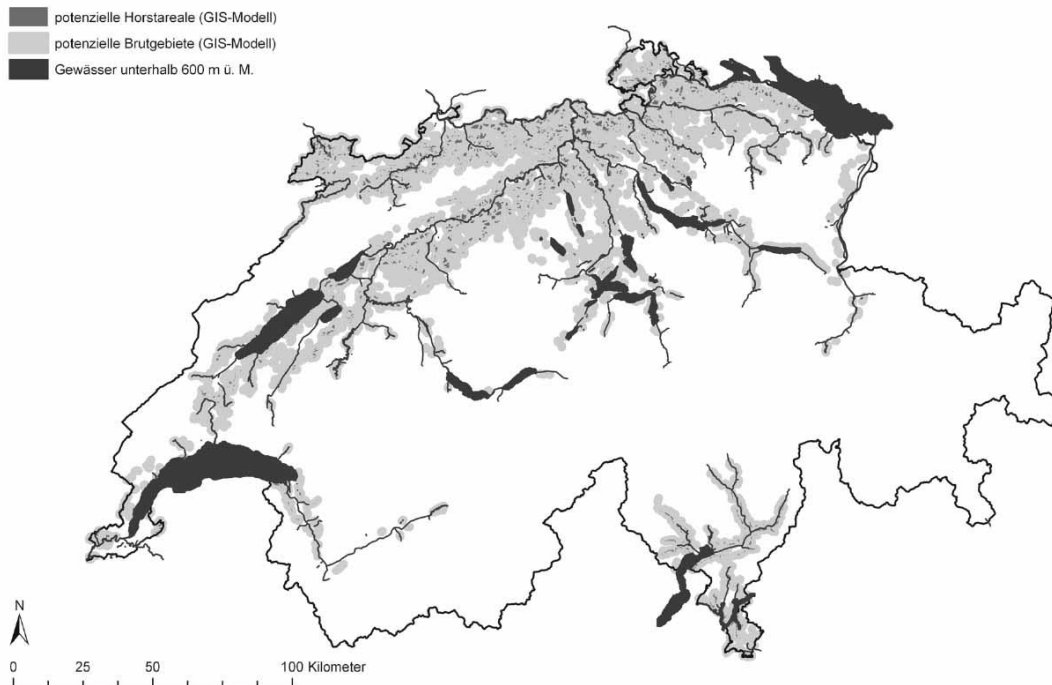 potenzielle Horstareale (GIS-Modell)
potenzielle Brutgebiete (GIS-Modell)
Gewässer unterhalb 600 m ü. M.
N
0 25 50 100 Kilometer